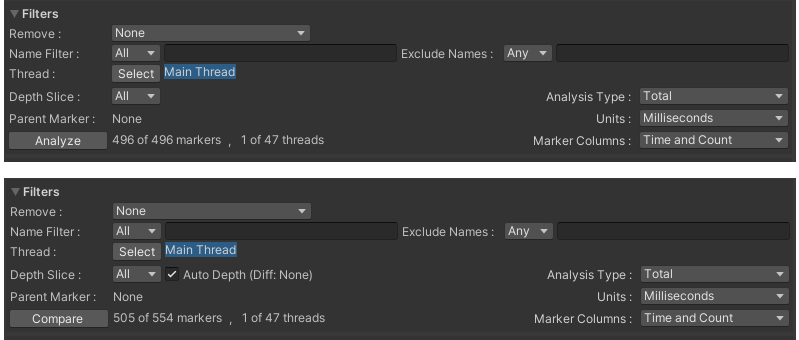 Filters
Remove : None
Name Filter : All Exclude Names : Any
Thread : Select Main Thread
Depth Slice : All Analysis Type : Total
Parent Marker : None Units : Milliseconds
Analyze 496 of 496 markers , 1 of 47 threads Marker Columns : Time and Count
Filters
Remove : None
Name Filter : All Exclude Names : Any
Thread : Select Main Thread
Depth Slice : All Auto Depth (Diff: None) Analysis Type : Total
Parent Marker : None Units : Milliseconds
Compare 505 of 554 markers , 1 of 47 threads Marker Columns : Time and Count